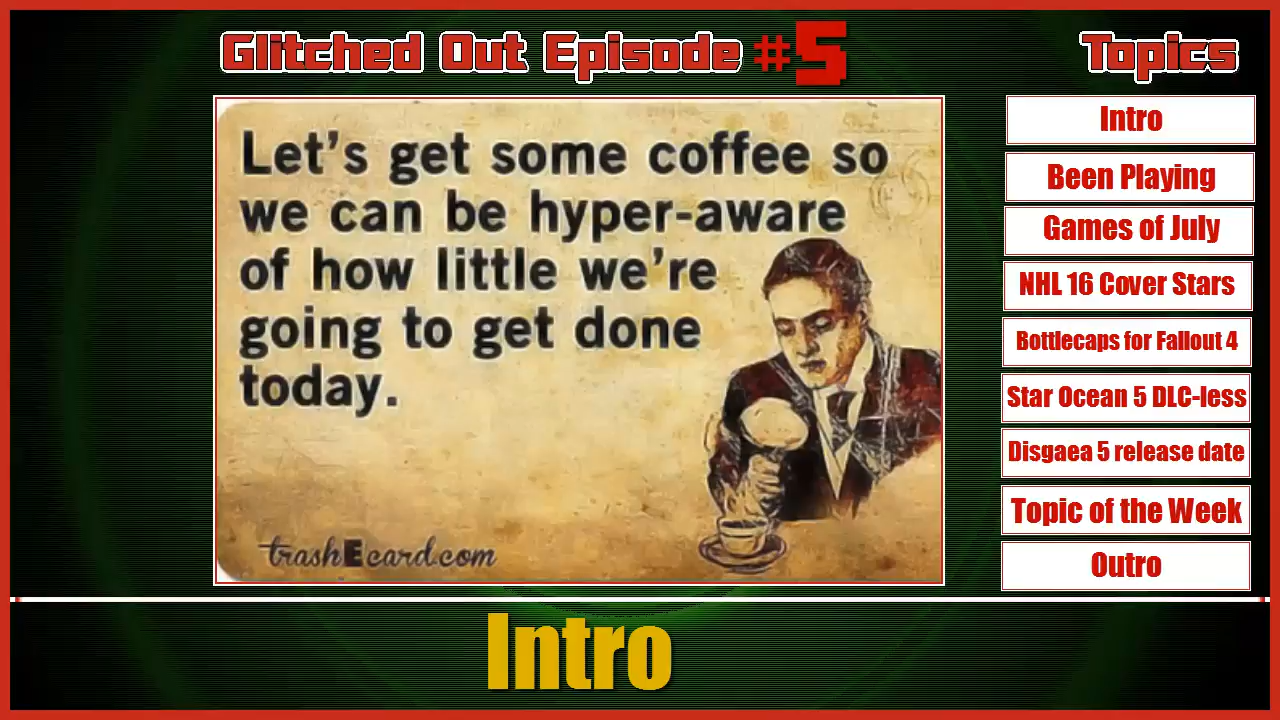 Glitched Out Episode #5
Topics
Let's get some coffee so
we can be hyper-aware
of how little we're
going to get done
today.
trashEcard.com
Intro
Been Playing
Games of July
NHL 16 Cover Stars
Bottlecaps for Fallout 4
Star Ocean 5 DLC-less
Disgaea 5 release date
Topic of the Week
Outro
Intro